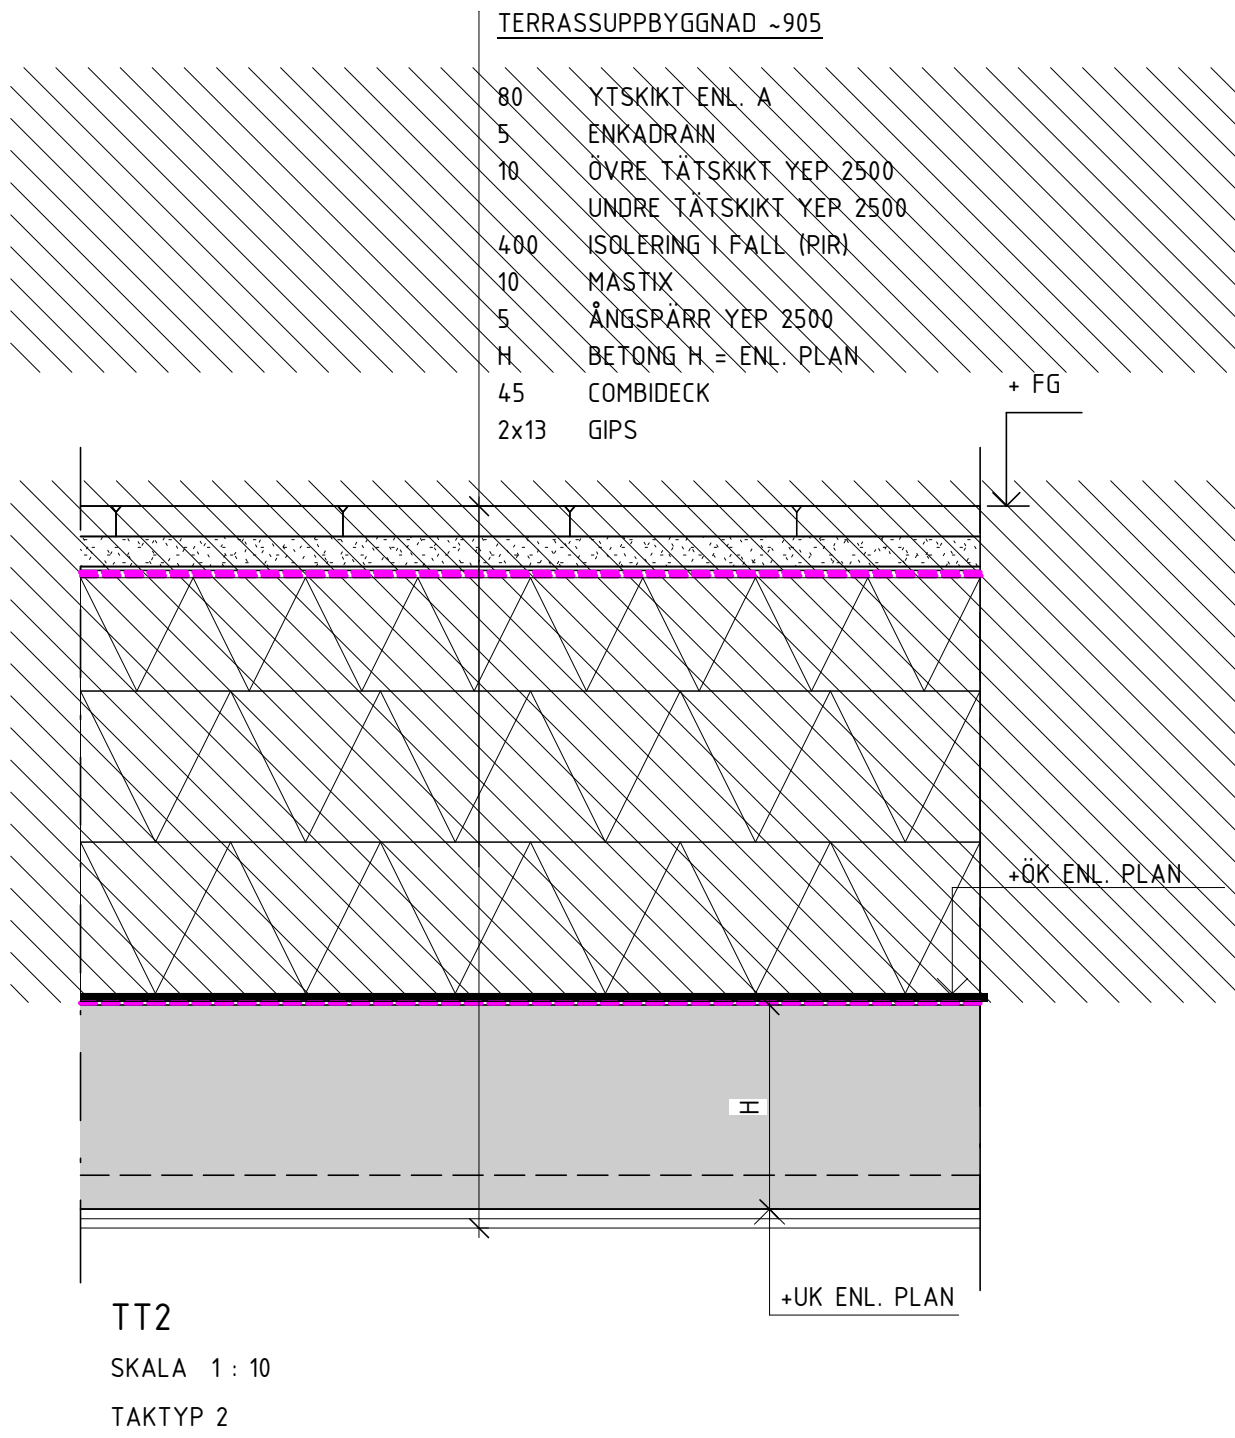 TERRASSUPPBYGGNAD ~905
80 YTSKIKT ENL. A
5 ENKADRAIN
10 ÖVRE TÄTSKIKT YEP 2500
UNDRE TÄTSKIKT YEP 2500
400 ISOLERING I FALL (PIR)
10 MASTIX
5 ÅNGSPÄRR YEP 2500
H BETONG H = ENL. PLAN
45 COMBIDECK
2x13 GIPS
+ FG
+ÖK ENL. PLAN
H
+UK ENL. PLAN
TT2
SKALA 1 : 10
TAKTYP 2